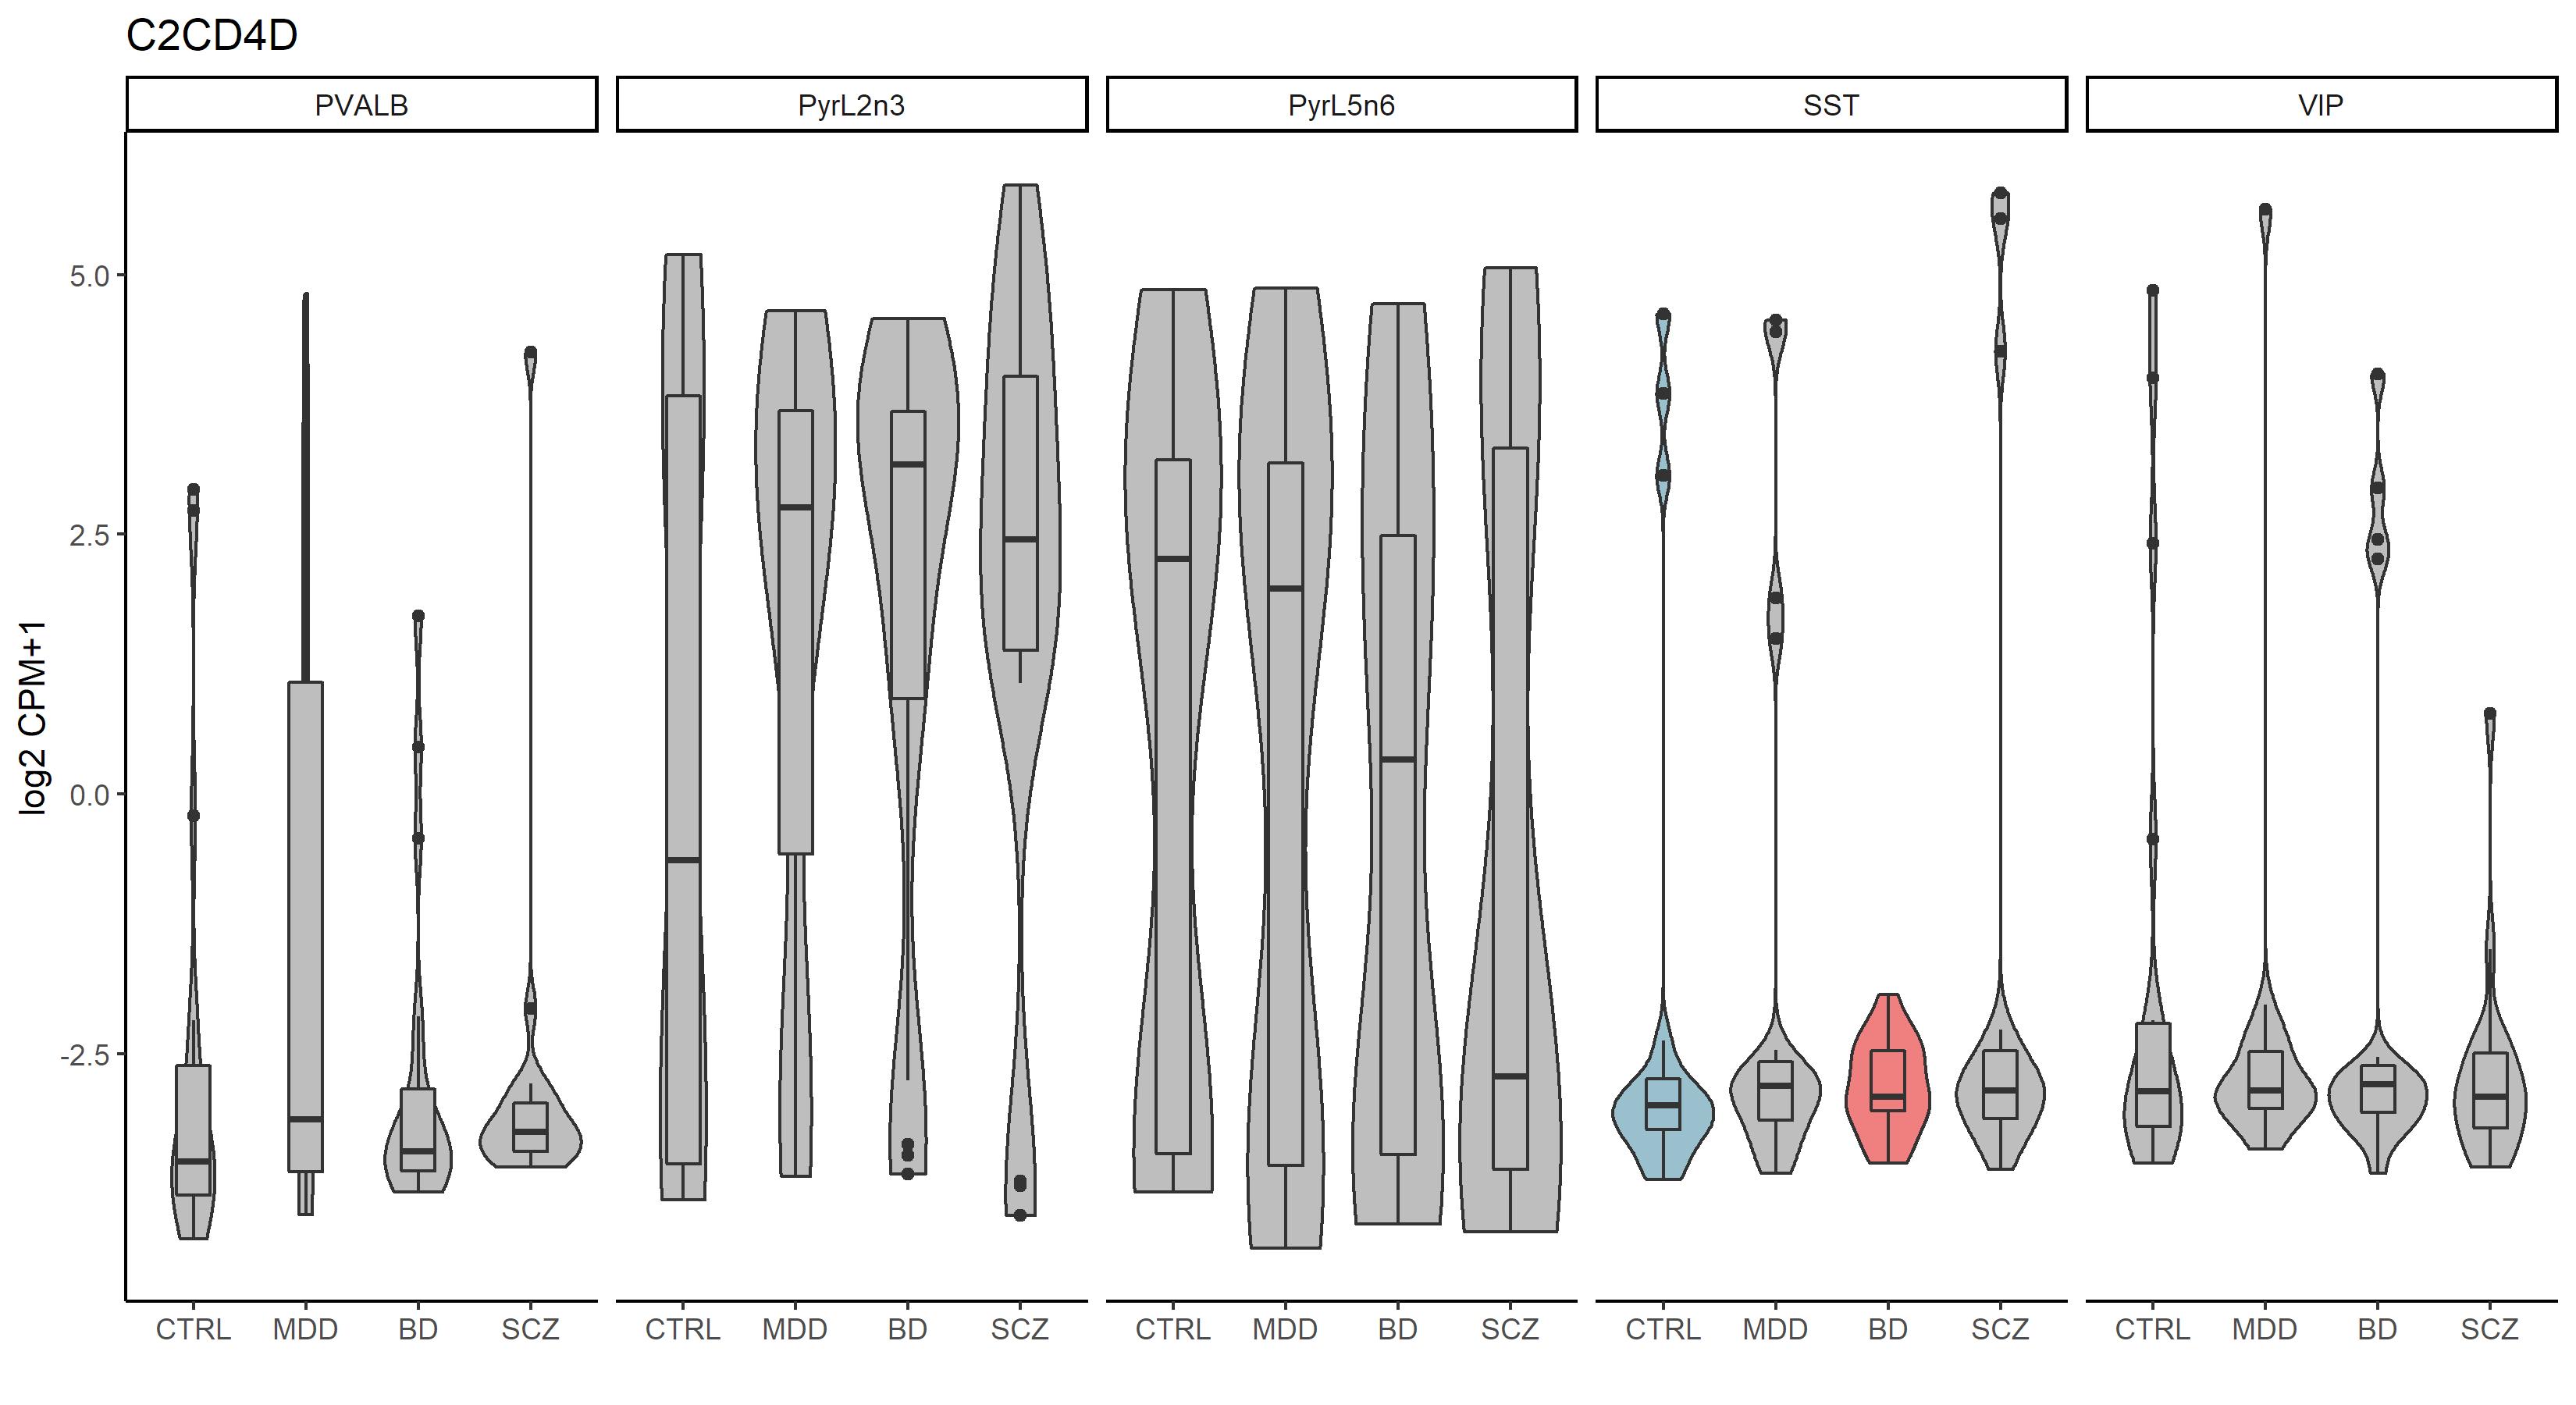 C2CD4D
PVALB PyrL2n3 PyrL5n6 SST VIP
log2 CPM+1
5.0
2.5
0.0
-2.5
CTRL MDD BD SCZ CTRL MDD BD SCZ CTRL MDD BD SCZ CTRL MDD BD SCZ CTRL MDD BD SCZ